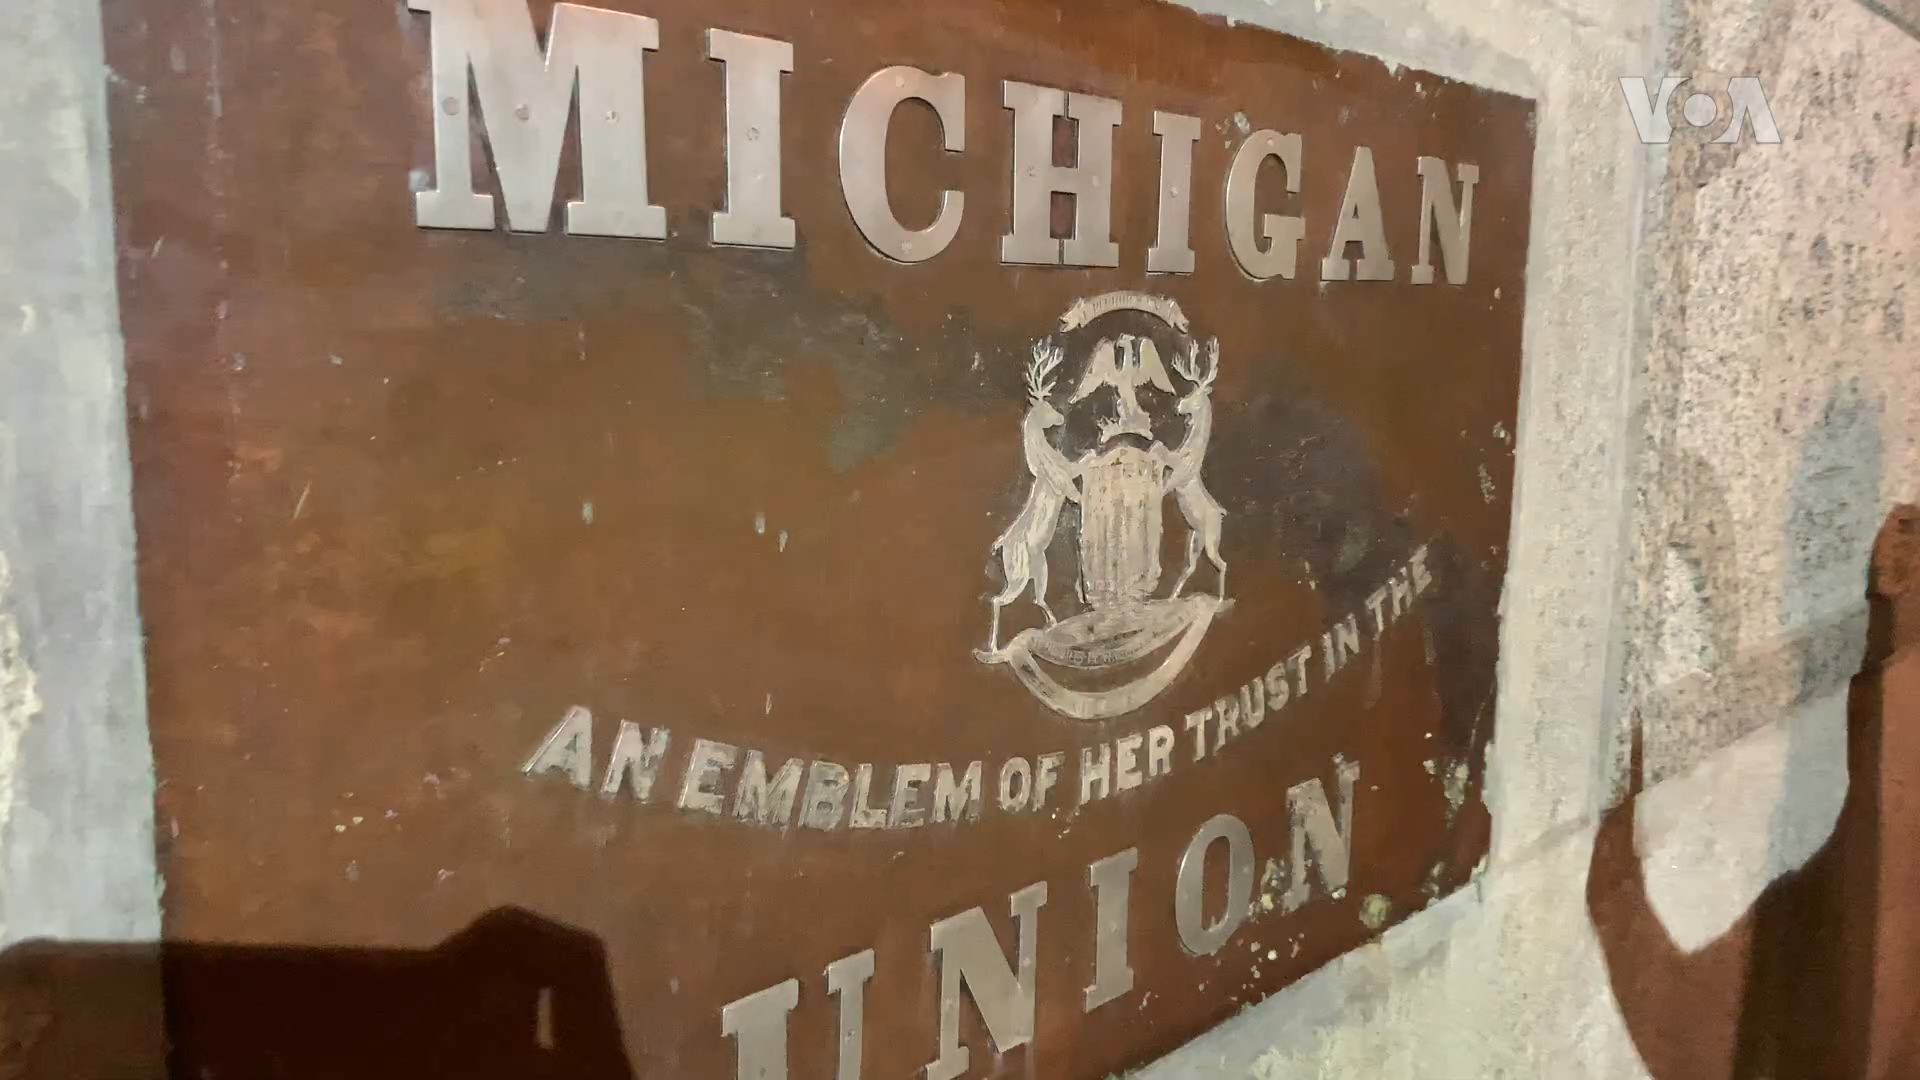 VOA
MICHIGAN
AN EMBLEM OF HER TRUST IN THE
UNION